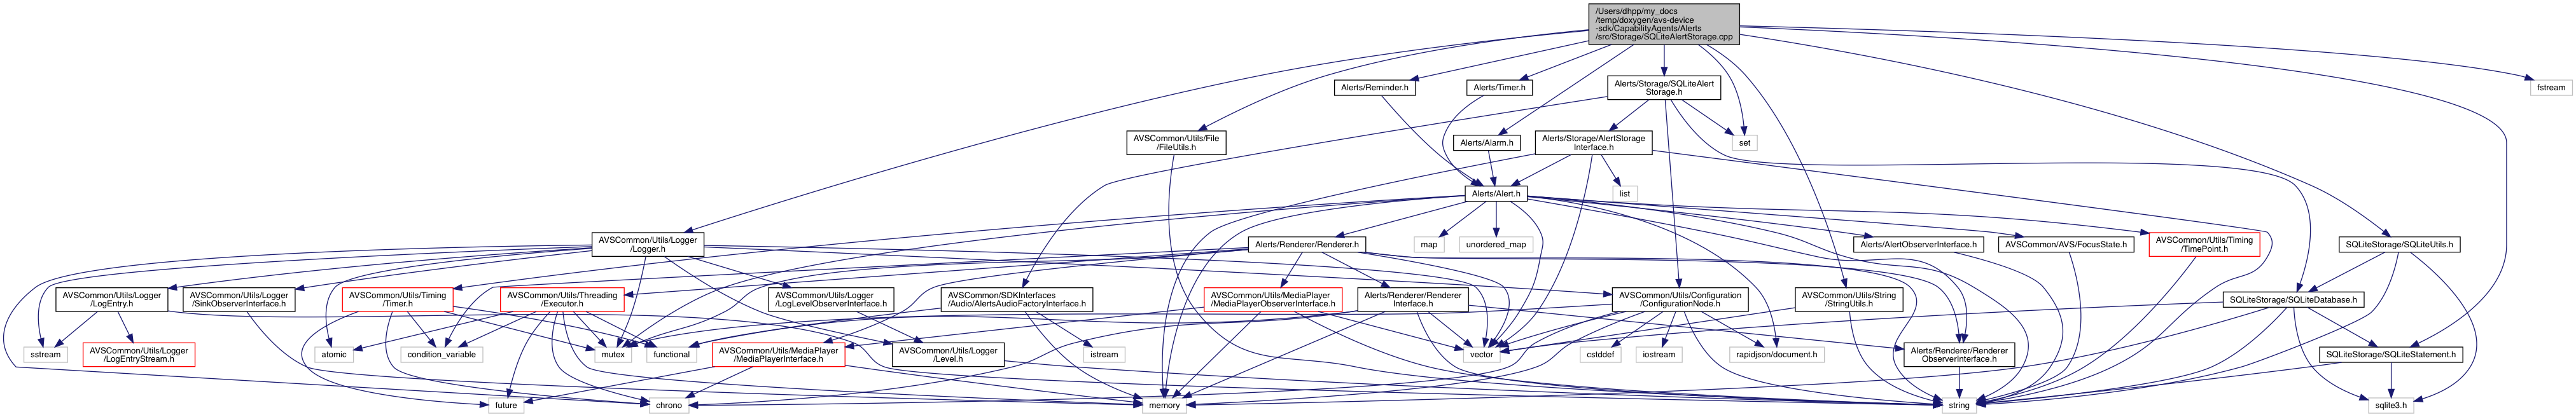 /Users/dhpp/my_docs
/temp/doxygen/avs-device
-sdk/CapabilityAgents/Alerts
/src/Storage/SQLiteAlertStorage.cpp
Alerts/Reminder.h
Alerts/Timer.h
Alerts/Storage/SQLiteAlert
Storage.h
fstream
AVSCommon/Utils/File
/FileUtils.h
Alerts/Alarm.h
Alerts/Storage/AlertStorage
Interface.h
set
Alerts/Alert.h
list
AVSCommon/Utils/Logger
/Logger.h
Alerts/Renderer/Renderer.h
map
unordered_map
Alerts/AlertObserverInterface.h
AVSCommon/AVS/FocusState.h
AVSCommon/Utils/Timing
/TimePoint.h
SQLiteStorage/SQLiteUtils.h
AVSCommon/Utils/Logger
/LogEntry.h
AVSCommon/Utils/Logger
/SinkObserverInterface.h
AVSCommon/Utils/Timing
/Timer.h
AVSCommon/Utils/Threading
/Executor.h
AVSCommon/Utils/Logger
/LogLevelObserverInterface.h
AVSCommon/SDKInterfaces
/Audio/AlertsAudioFactoryInterface.h
AVSCommon/Utils/MediaPlayer
/MediaPlayerObserverInterface.h
Alerts/Renderer/Renderer
Interface.h
AVSCommon/Utils/Configuration
/ConfigurationNode.h
AVSCommon/Utils/String
/StringUtils.h
SQLiteStorage/SQLiteDatabase.h
sstream
AVSCommon/Utils/Logger
/LogEntryStream.h
atomic
condition_variable
mutex
functional
AVSCommon/Utils/MediaPlayer
/MediaPlayerInterface.h
AVSCommon/Utils/Logger
/Level.h
istream
vector
cstddef
iostream
rapidjson/document.h
Alerts/Renderer/Renderer
ObserverInterface.h
SQLiteStorage/SQLiteStatement.h
future
chrono
memory
string
sqlite3.h